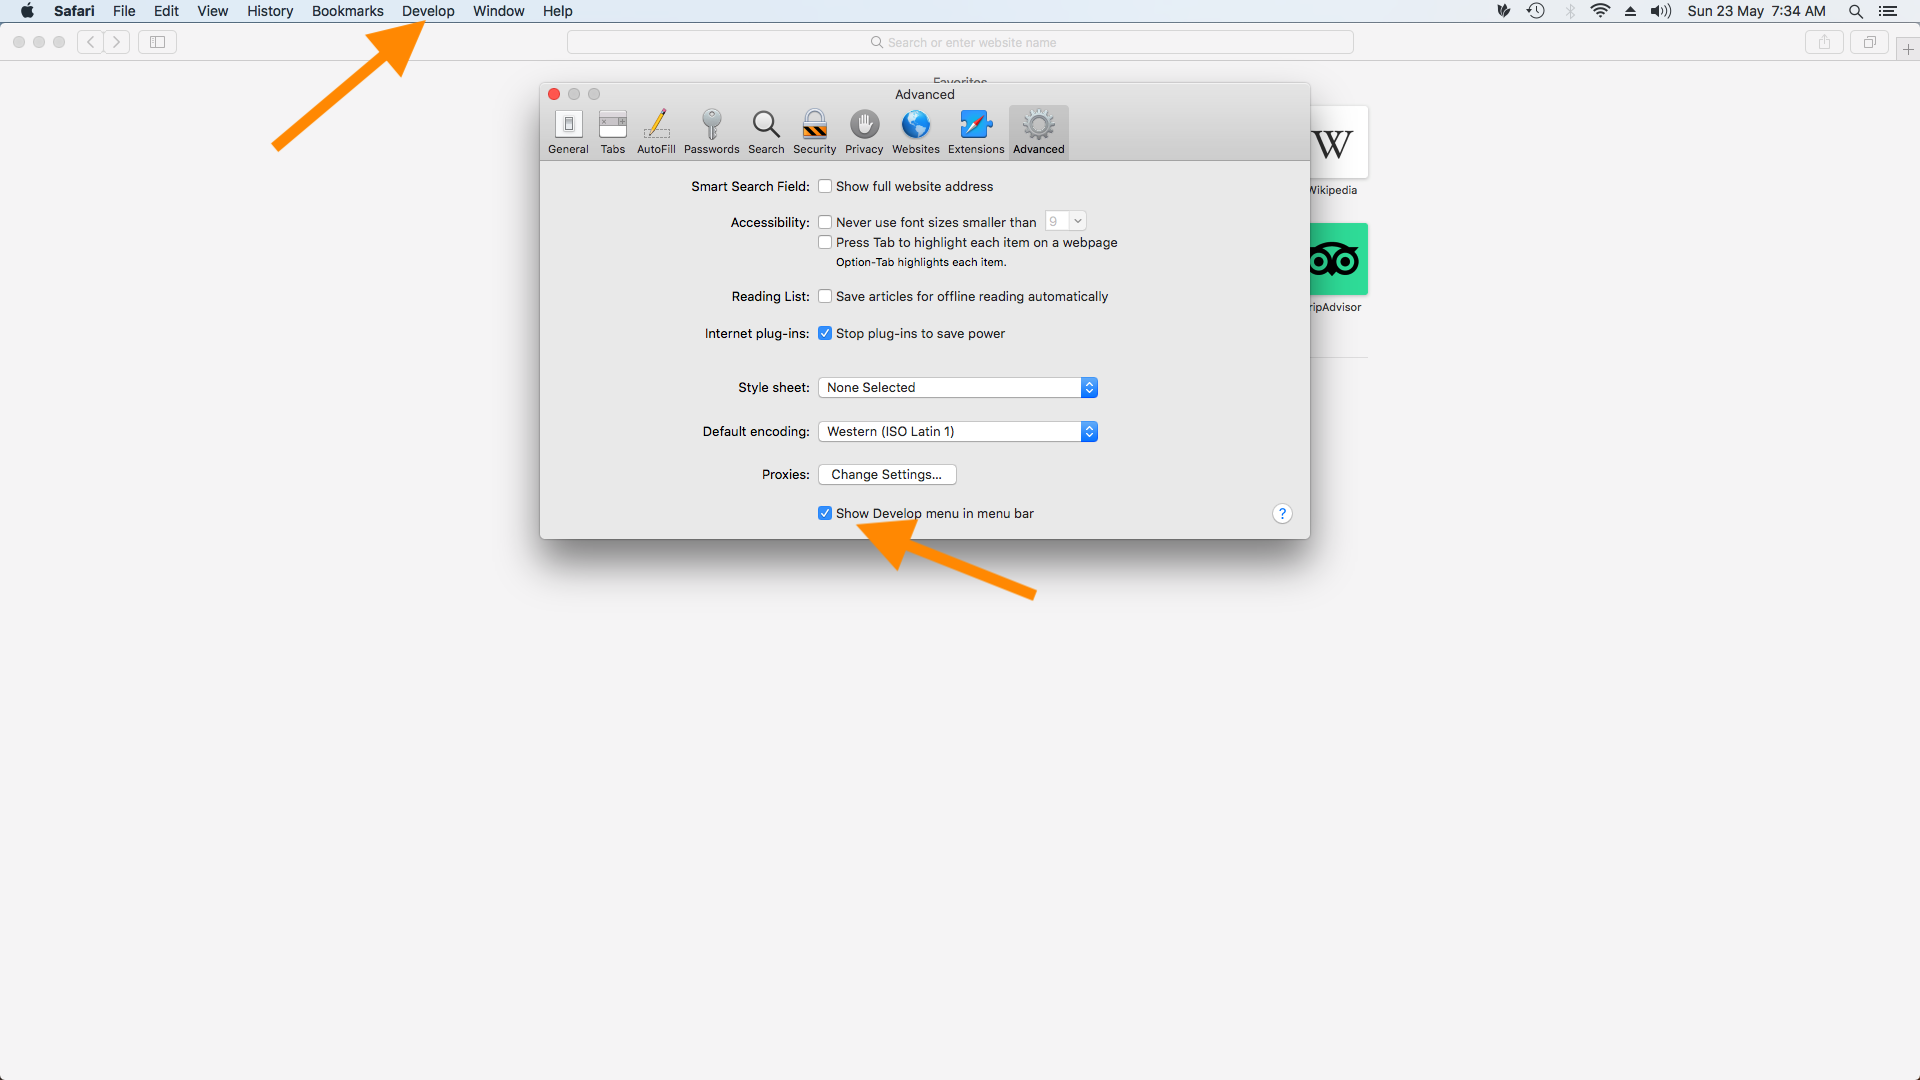 Safari File Edit View History Bookmarks Develop Window Help Sun 23 May 7:34 AM
Search or enter website name
Favorites
Advanced
General Tabs AutoFill Passwords Search Security Privacy Websites Extensions Advanced
Smart Search Field: Show full website address
Accessibility: Never use font sizes smaller than 9
Press Tab to highlight each item on a webpage
Option-Tab highlights each item.
Reading List: Save articles for offline reading automatically
Internet plug-ins: Stop plug-ins to save power
Style sheet: None Selected
Default encoding: Western (ISO Latin 1)
Proxies: Change Settings...
Show Develop menu in menu bar ?
W
Wikipedia
ripAdvisor